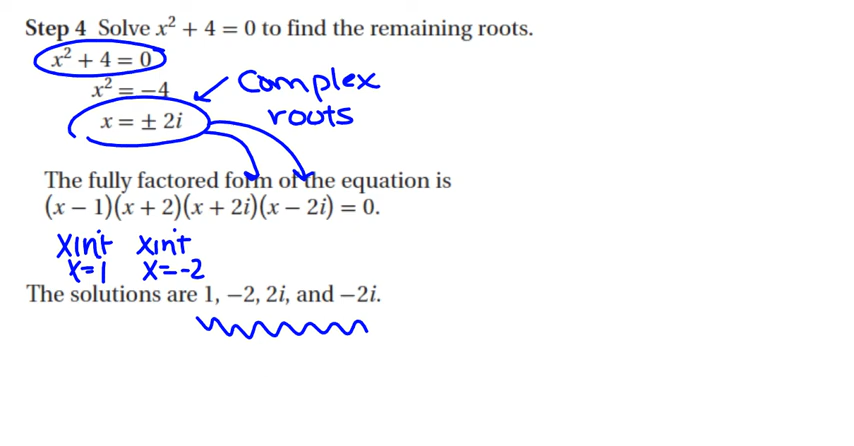 Step 4 Solve x² + 4 = 0 to find the remaining roots.
x² + 4 = 0
x² = −4
x = ± 2i
complex
roots
The fully factored form of the equation is
(x − 1)(x + 2)(x + 2i)(x − 2i) = 0.
xint xint
x=1 x=-2
The solutions are 1, −2, 2i, and −2i.